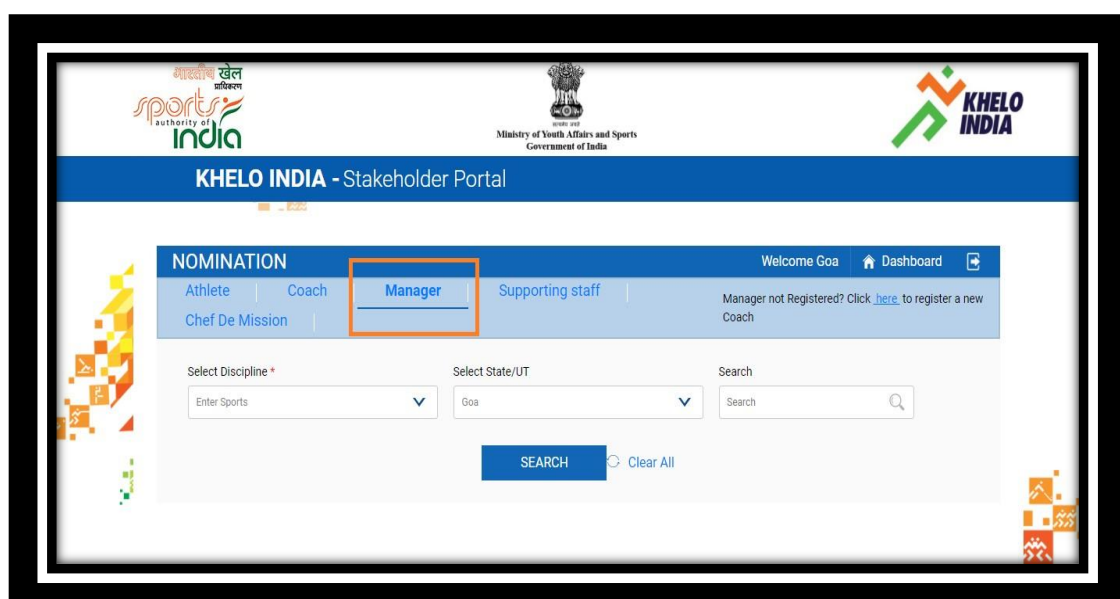 भारतीय खेल
प्राधिकरण
sports
authority of
india
Ministry of Youth Affairs and Sports
Government of India
KHELO
INDIA
KHELO INDIA - Stakeholder Portal
NOMINATION
Welcome Goa
Dashboard
Athlete
Coach
Manager
Supporting staff
Chef De Mission
Manager not Registered? Click here to register a new
Coach
Select Discipline *
Select State/UT
Search
Enter Sports
Goa
Search
SEARCH
Clear All